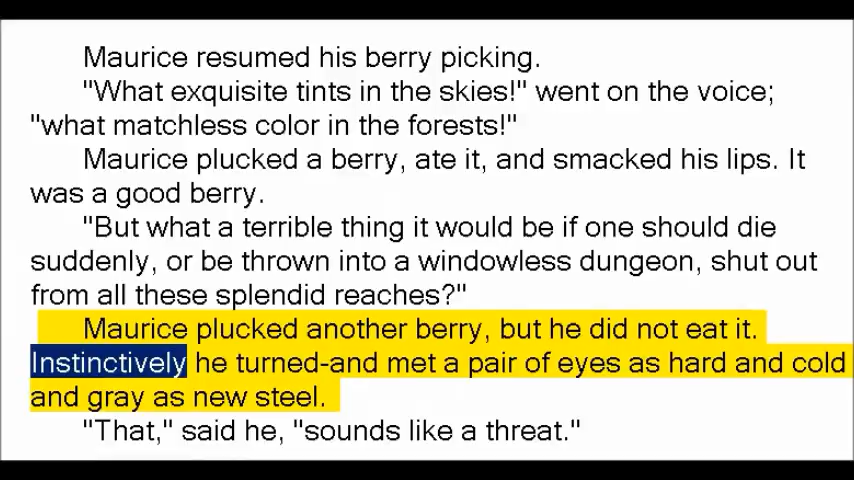 Maurice resumed his berry picking.
"What exquisite tints in the skies!" went on the voice;
"what matchless color in the forests!"
Maurice plucked a berry, ate it, and smacked his lips. It
was a good berry.
"But what a terrible thing it would be if one should die
suddenly, or be thrown into a windowless dungeon, shut out
from all these splendid reaches?"
Maurice plucked another berry, but he did not eat it.
Instinctively he turned-and met a pair of eyes as hard and cold
and gray as new steel.
"That," said he, "sounds like a threat."